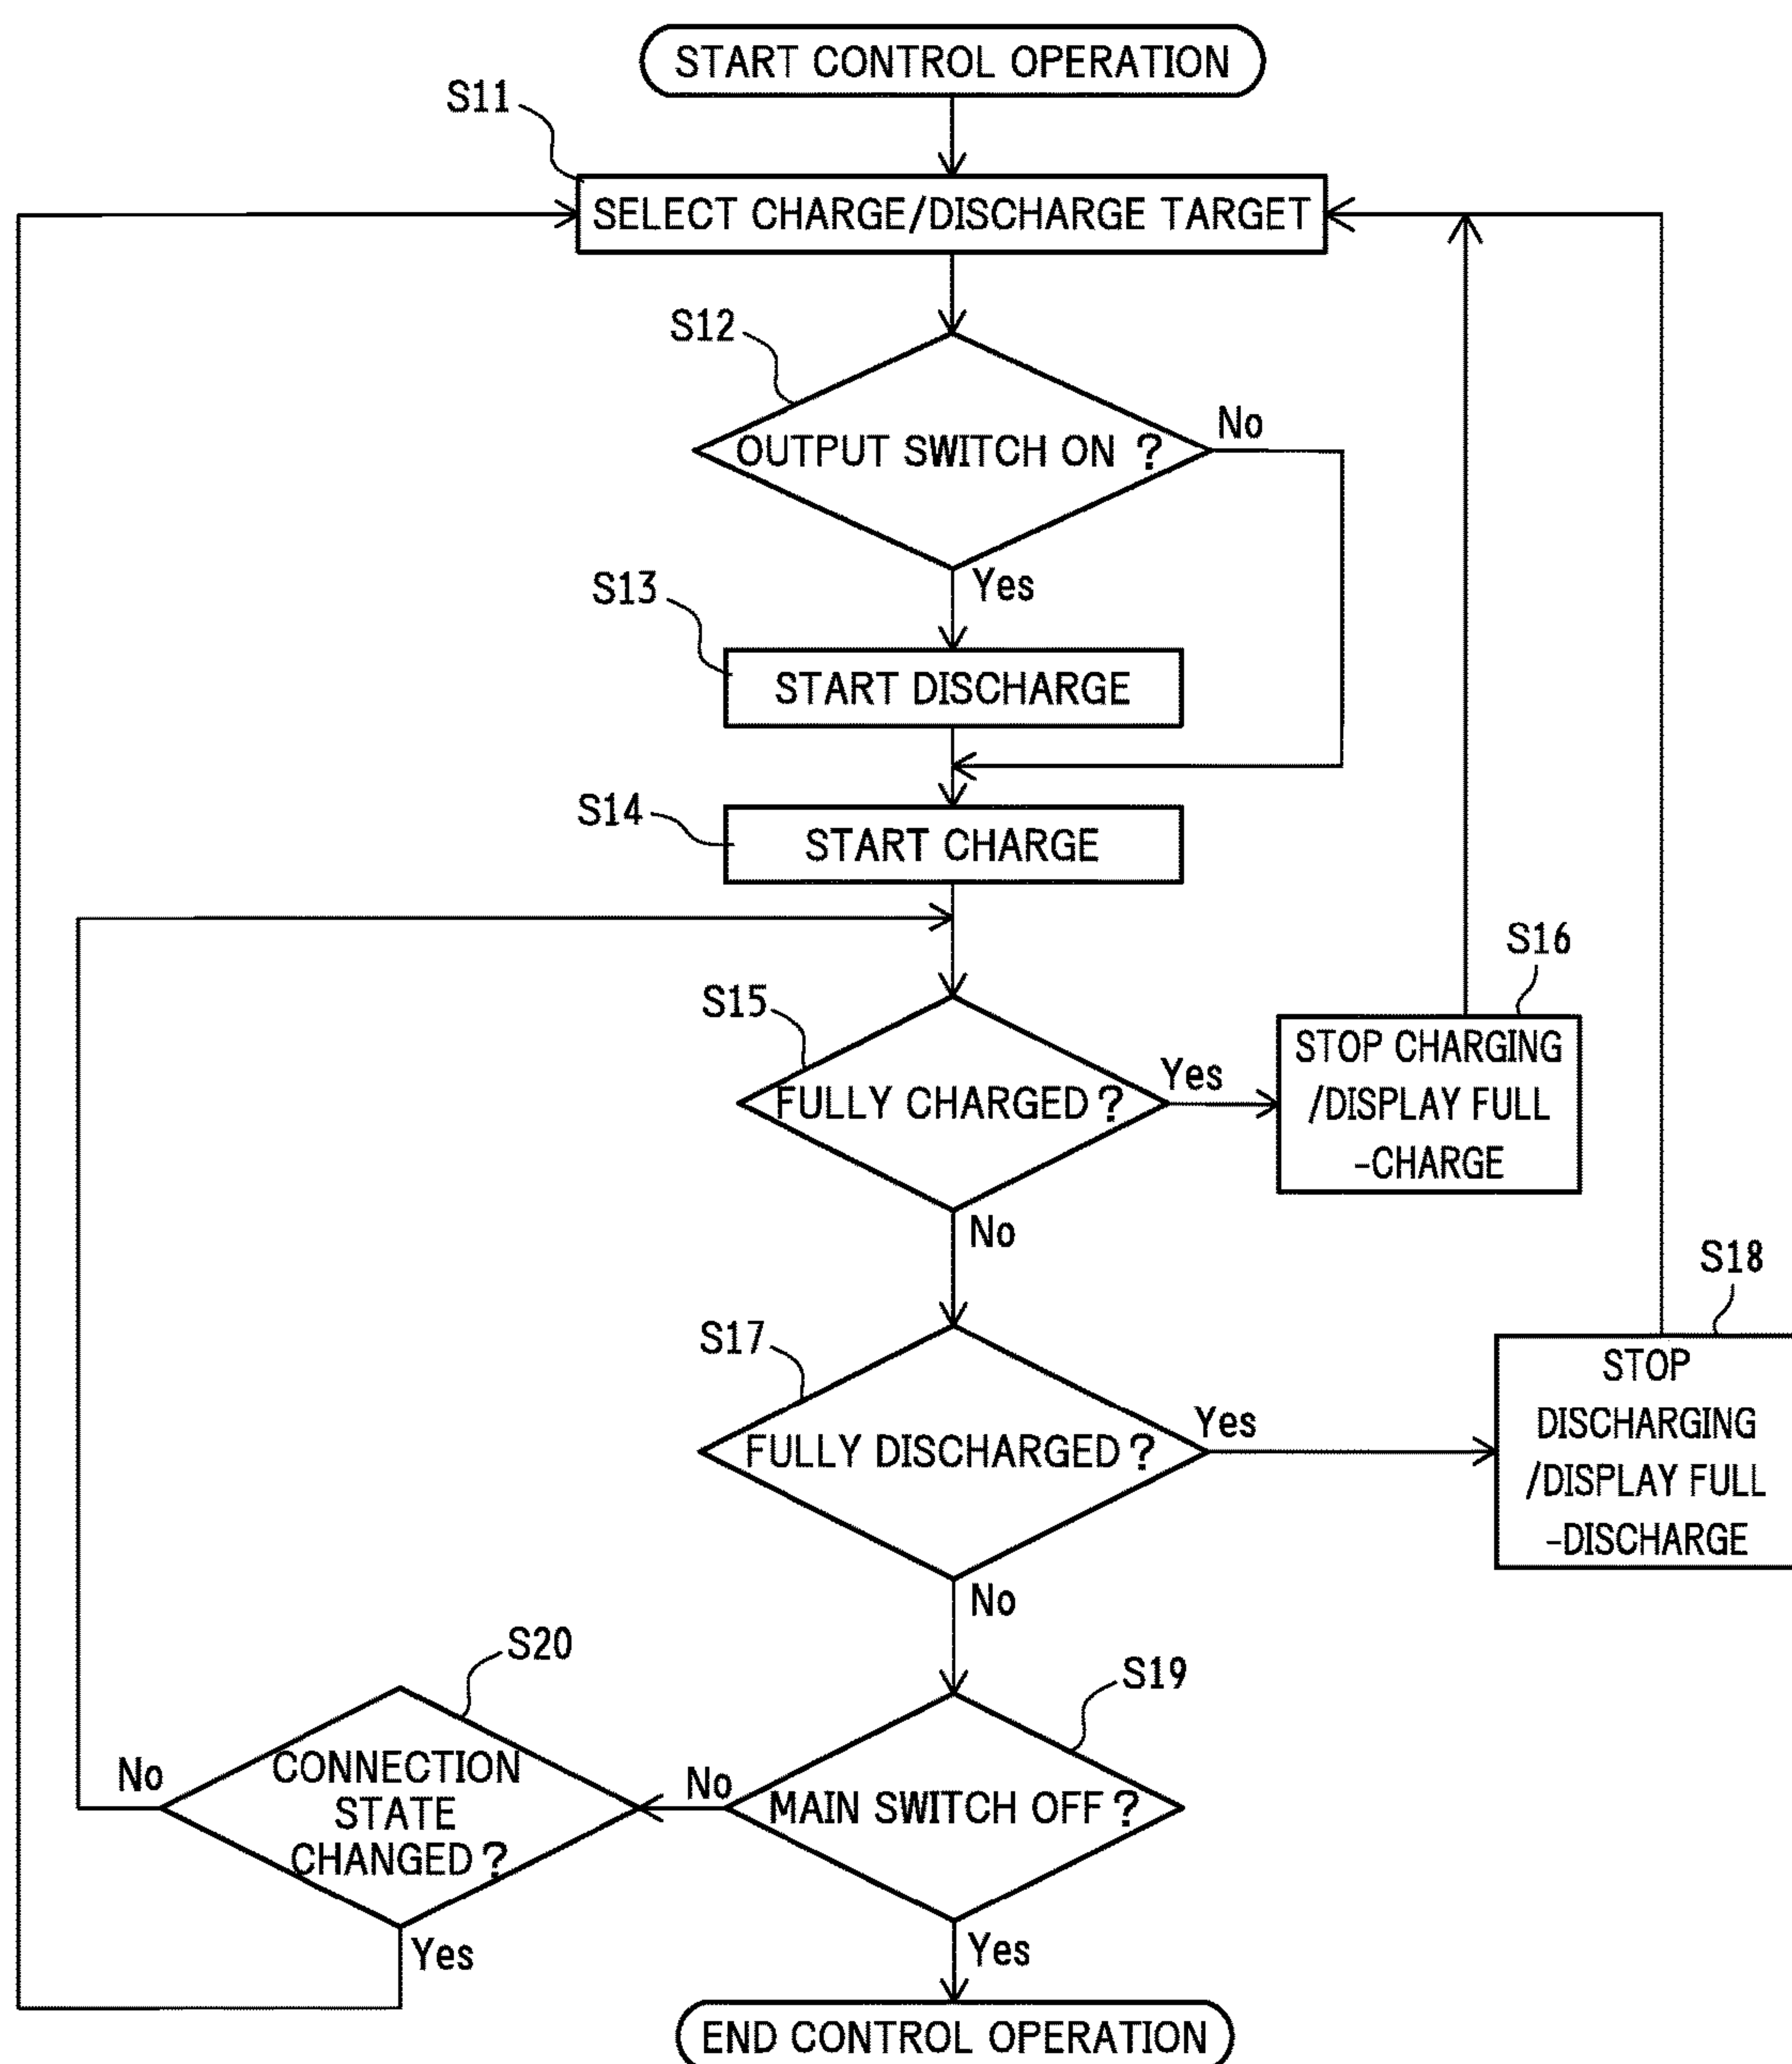 START CONTROL OPERATION
S11
SELECT CHARGE/DISCHARGE TARGET
S12
OUTPUT SWITCH ON ?
No
Yes
S13
START DISCHARGE
S14
START CHARGE
S15
FULLY CHARGED ?
Yes
No
S16
STOP CHARGING
/DISPLAY FULL
-CHARGE
S17
FULLY DISCHARGED ?
Yes
No
S18
STOP
DISCHARGING
/DISPLAY FULL
-DISCHARGE
S19
MAIN SWITCH OFF ?
No
Yes
S20
CONNECTION
STATE
CHANGED ?
No
Yes
END CONTROL OPERATION